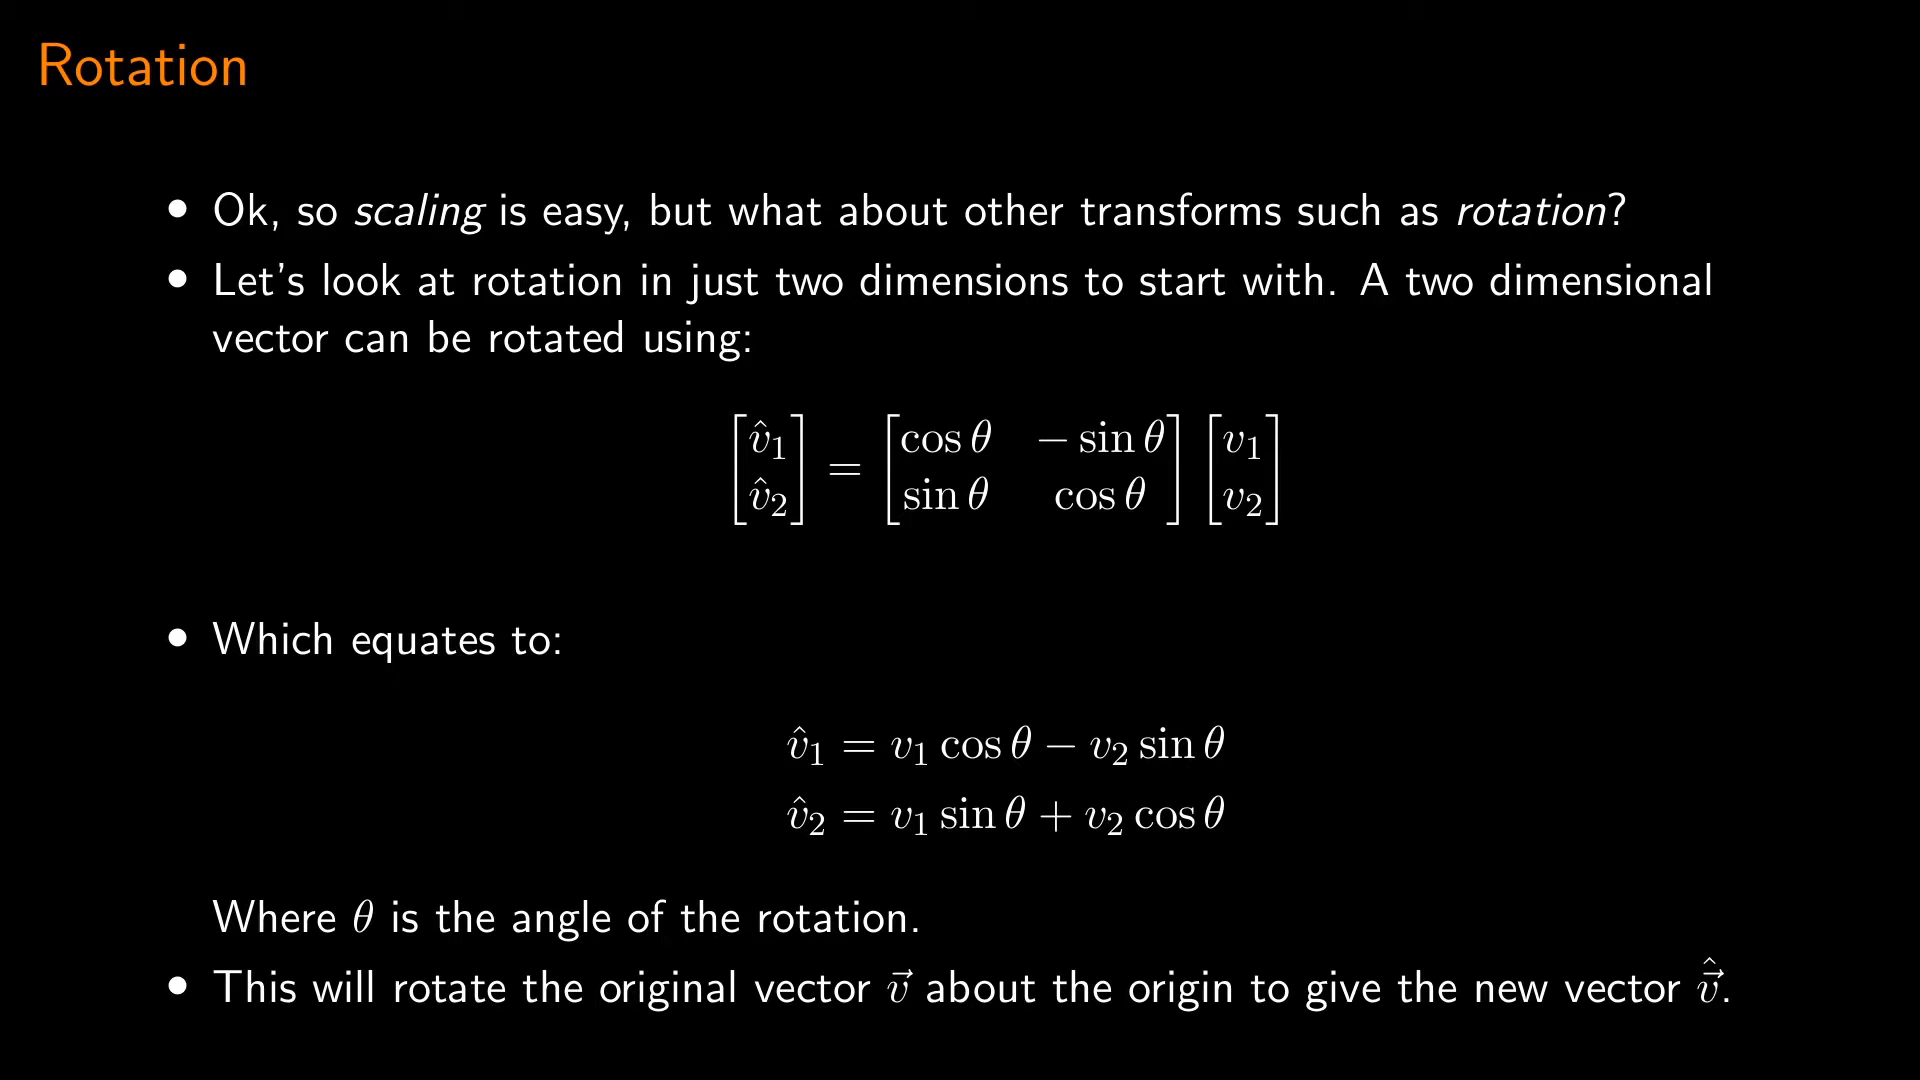 Rotation
• Ok, so scaling is easy, but what about other transforms such as rotation?
• Let's look at rotation in just two dimensions to start with. A two dimensional
vector can be rotated using:
[v̂₁; v̂₂] = [cos θ  − sin θ; sin θ  cos θ] [v₁; v₂]
• Which equates to:
v̂₁ = v₁ cos θ − v₂ sin θ
v̂₂ = v₁ sin θ + v₂ cos θ
Where θ is the angle of the rotation.
• This will rotate the original vector v⃗ about the origin to give the new vector v⃗̂.